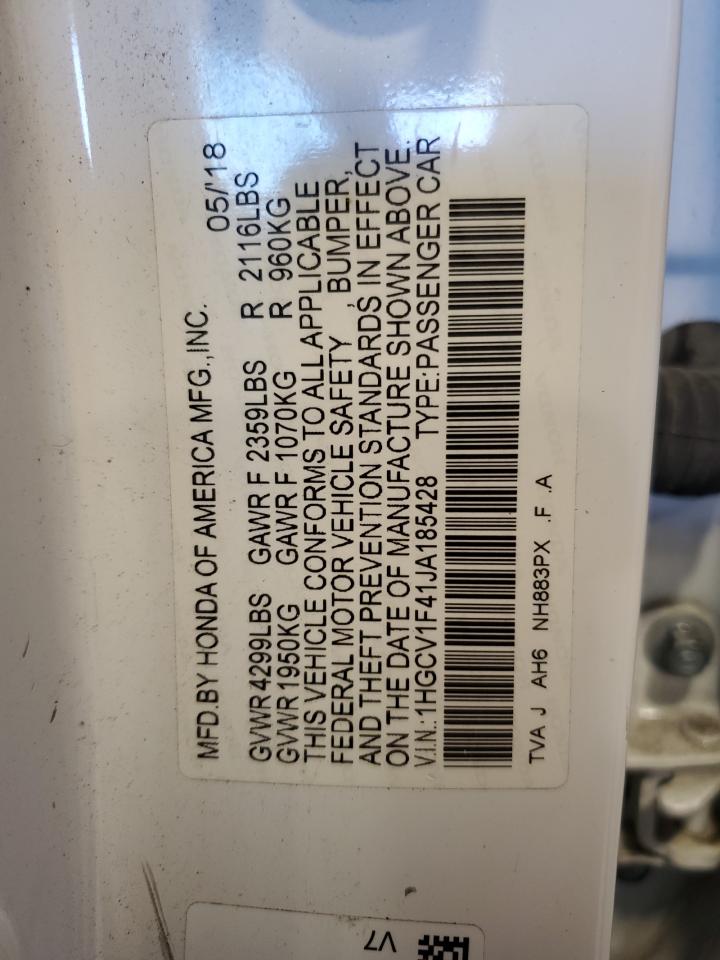 MFD.BY HONDA OF AMERICA MFG.,INC. 05/'18
GVWR 4299LBS GAWR F 2359LBS R 2116LBS
GVWR 1950KG GAWR F 1070KG R 960KG
THIS VEHICLE CONFORMS TO ALL APPLICABLE
FEDERAL MOTOR VEHICLE SAFETY , BUMPER,
AND THEFT PREVENTION STANDARDS IN EFFECT
ON THE DATE OF MANUFACTURE SHOWN ABOVE.
V.I.N.:1HGCV1F41JA185428 TYPE:PASSENGER CAR
TVA J AH6 NH883PX .F .A
V7